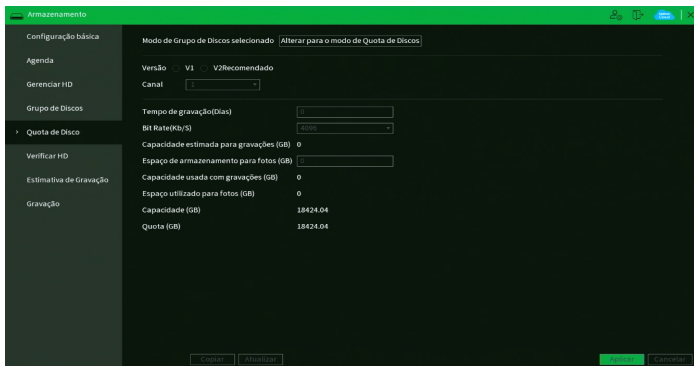 Armazenamento
Configuração básica
Agenda
Gerenciar HD
Grupo de Discos
> Quota de Disco
Verificar HD
Estimativa de Gravação
Gravação
Modo de Grupo de Discos selecionado Alterar para o modo de Quota de Discos
Versão V1 V2Recomendado
Canal 1
Tempo de gravação(Dias) 0
Bit Rate(Kb/S) 4096
Capacidade estimada para gravações (GB) 0
Espaço de armazenamento para fotos (GB) 0
Capacidade usada com gravações (GB) 0
Espaço utilizado para fotos (GB) 0
Capacidade (GB) 18424.04
Quota (GB) 18424.04
Copiar Atualizar Aplicar Cancelar